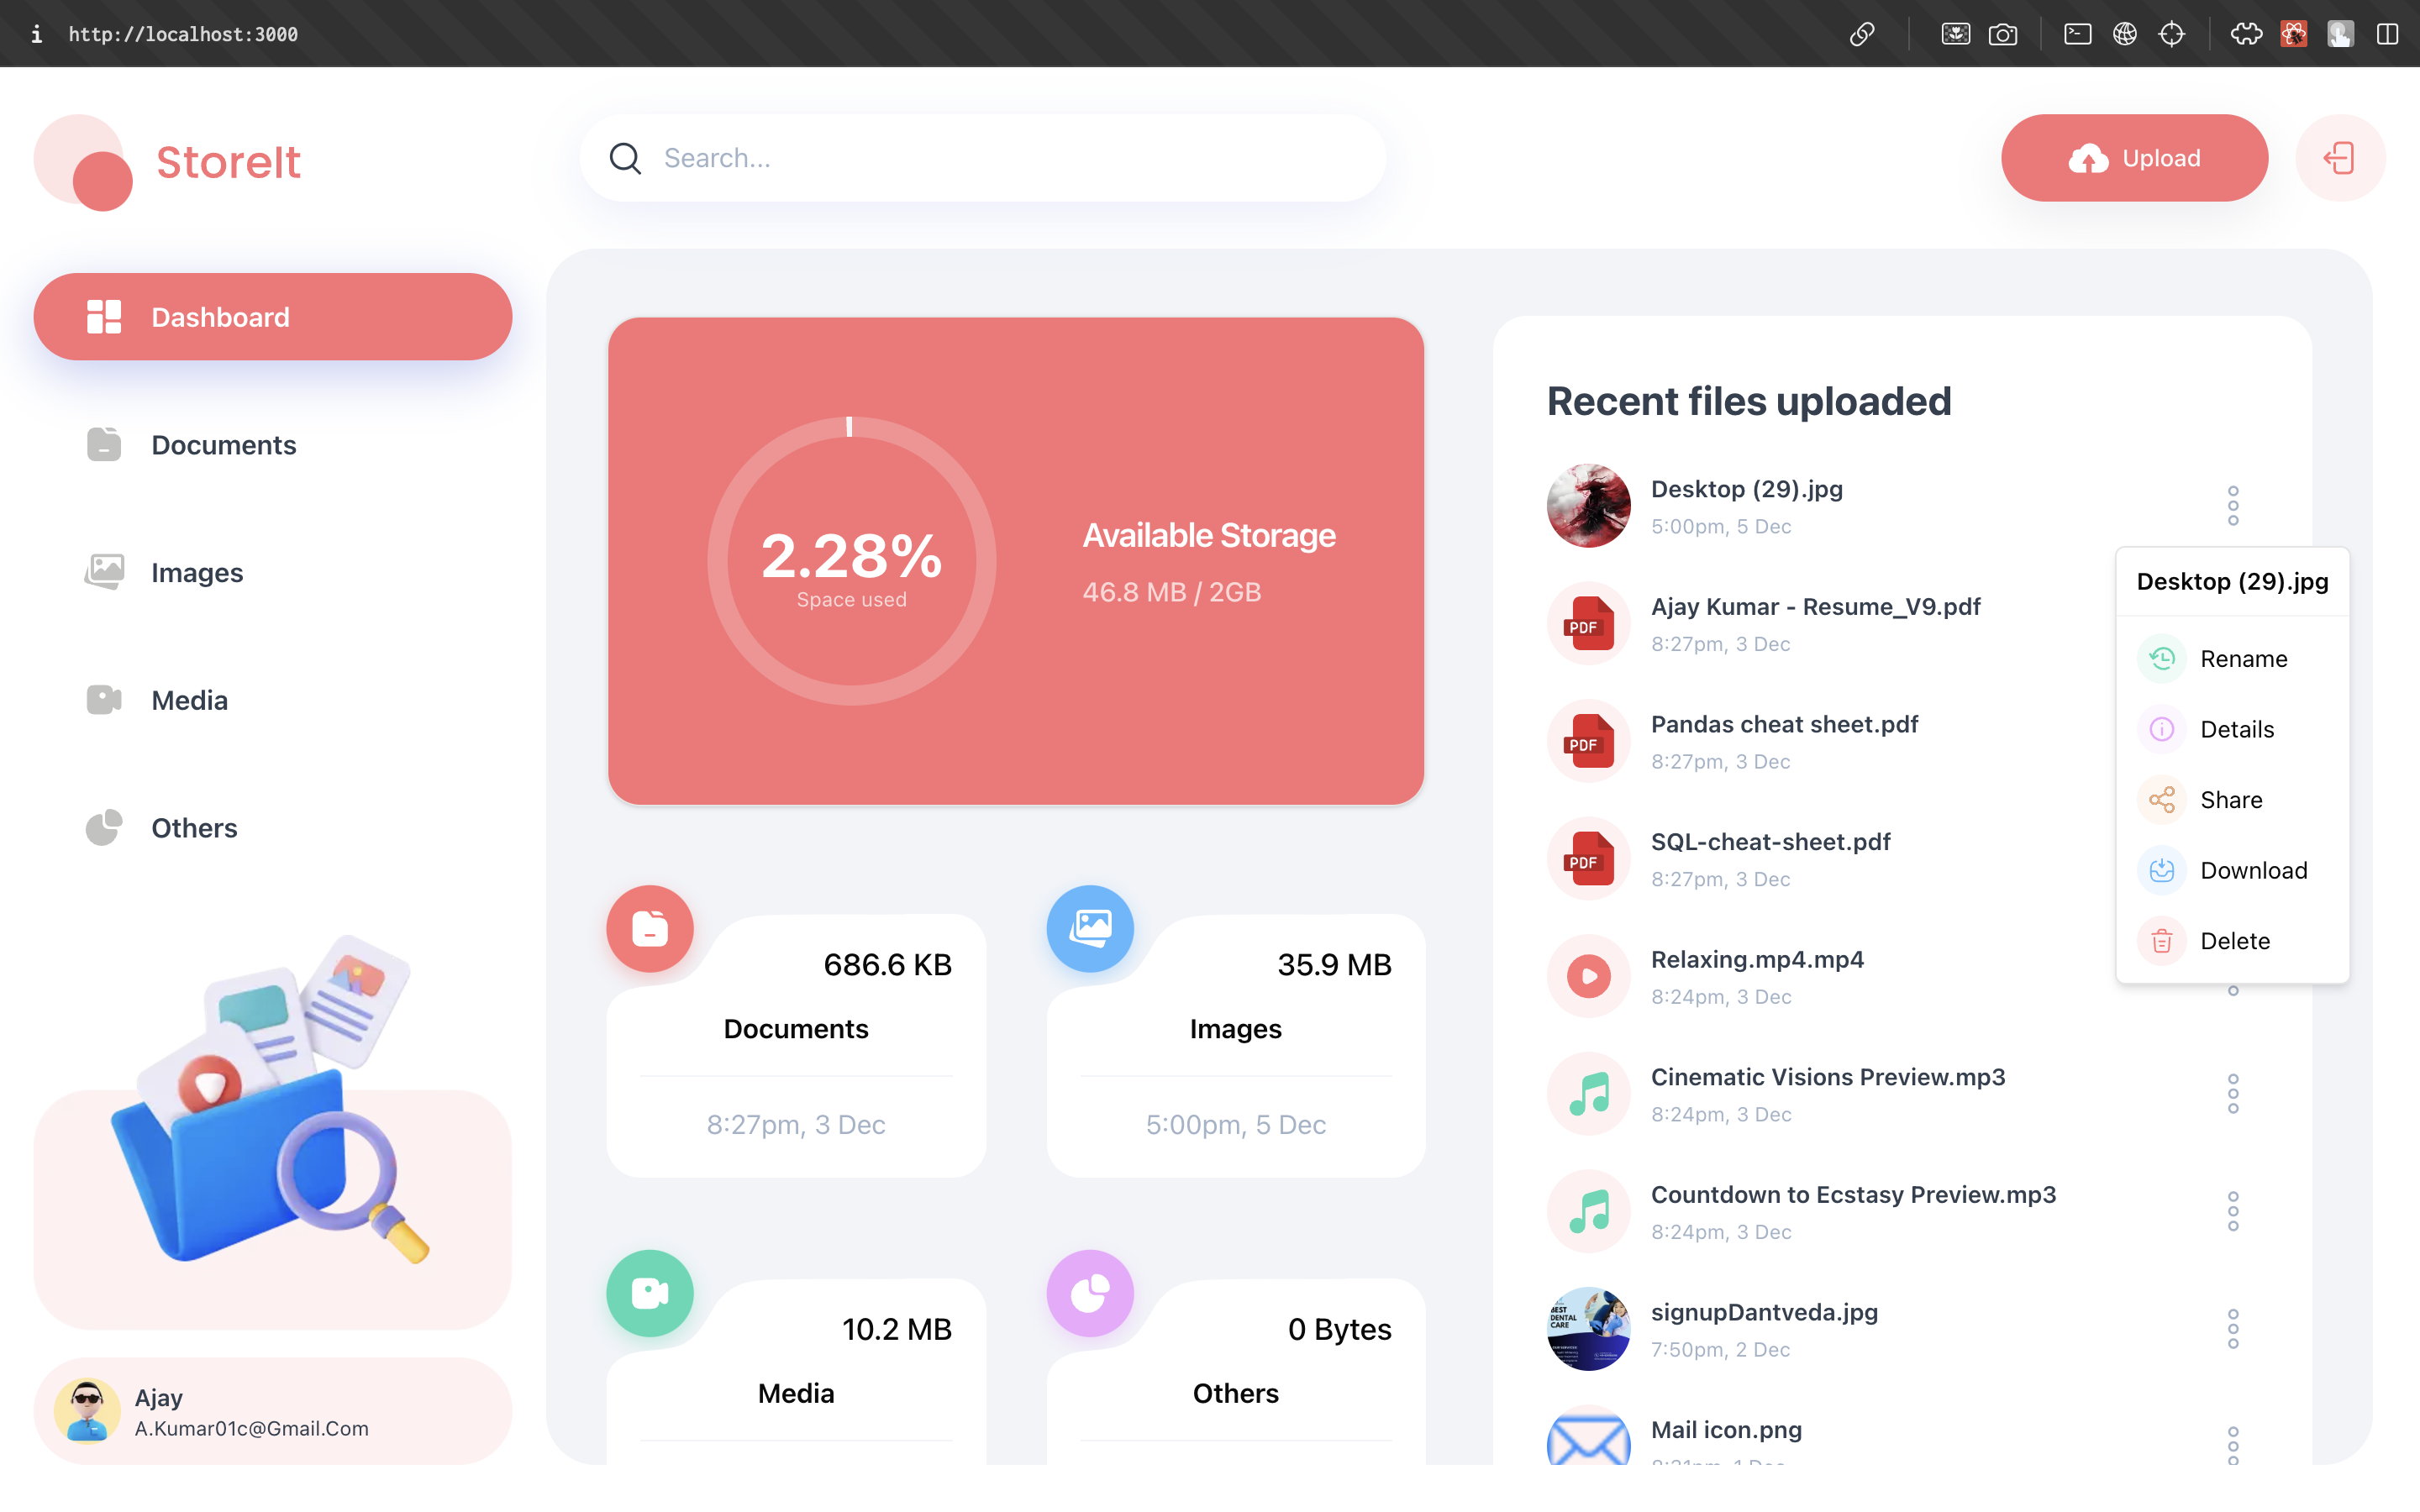 http://localhost:3000
StoreIt
Search...
Upload
Dashboard
Documents
Images
Media
Others
Ajay
A.Kumar01c@Gmail.Com
2.28%
Space used
Available Storage
46.8 MB / 2GB
686.6 KB
Documents
8:27pm, 3 Dec
35.9 MB
Images
5:00pm, 5 Dec
10.2 MB
Media
0 Bytes
Others
Recent files uploaded
Desktop (29).jpg
5:00pm, 5 Dec
PDF
Ajay Kumar - Resume_V9.pdf
8:27pm, 3 Dec
PDF
Pandas cheat sheet.pdf
8:27pm, 3 Dec
PDF
SQL-cheat-sheet.pdf
8:27pm, 3 Dec
Relaxing.mp4.mp4
8:24pm, 3 Dec
Cinematic Visions Preview.mp3
8:24pm, 3 Dec
Countdown to Ecstasy Preview.mp3
8:24pm, 3 Dec
BEST
DENTAL
CARE
signupDantveda.jpg
7:50pm, 2 Dec
Mail icon.png
Desktop (29).jpg
Rename
Details
Share
Download
Delete